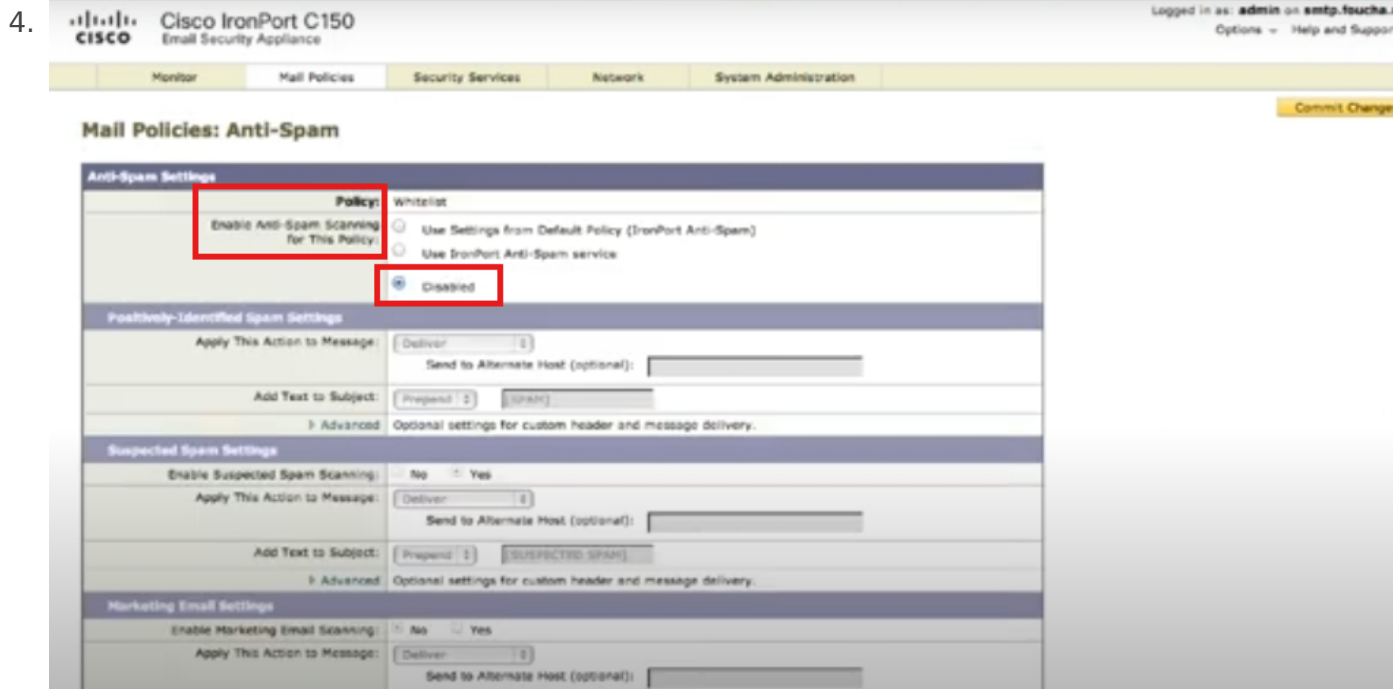 4.
CISCO
Cisco IronPort C150
Email Security Appliance
Logged in as: admin on smtp.foucha.
Options Help and Suppor
Monitor Mail Policies Security Services Network System Administration
Commit Change
Mail Policies: Anti-Spam
Anti-Spam Settings
Policy: Whitelist
Enable Anti-Spam Scanning for This Policy:
Use Settings from Default Policy (IronPort Anti-Spam)
Use IronPort Anti-Spam service
Disabled
Positively-Identified Spam Settings
Apply This Action to Message: Deliver
Send to Alternate Host (optional):
Add Text to Subject: Prepend [SPAM]
Advanced Optional settings for custom header and message delivery.
Suspected Spam Settings
Enable Suspected Spam Scanning: No Yes
Apply This Action to Message: Deliver
Send to Alternate Host (optional):
Add Text to Subject: Prepend [SUSPECTED SPAM]
Advanced Optional settings for custom header and message delivery.
Marketing Email Settings
Enable Marketing Email Scanning: No Yes
Apply This Action to Message: Deliver
Send to Alternate Host (optional):